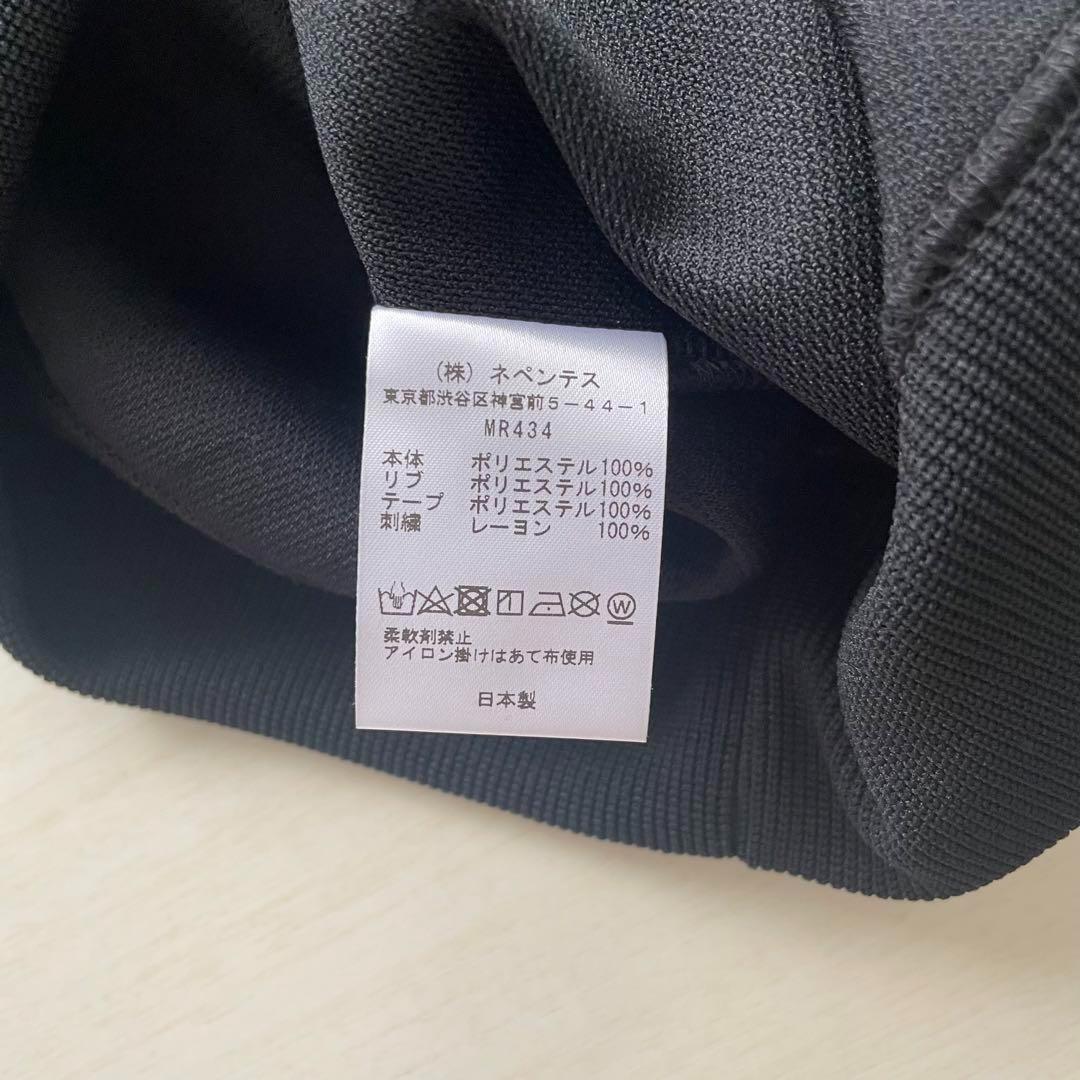 (株) ネペンテス
東京都渋谷区神宮前5-44-1
MR434
本体 ポリエステル100%
リブ ポリエステル100%
テープ ポリエステル100%
刺繍 レーヨン 100%
W
柔軟剤禁止
アイロン掛けはあて布使用
日本製